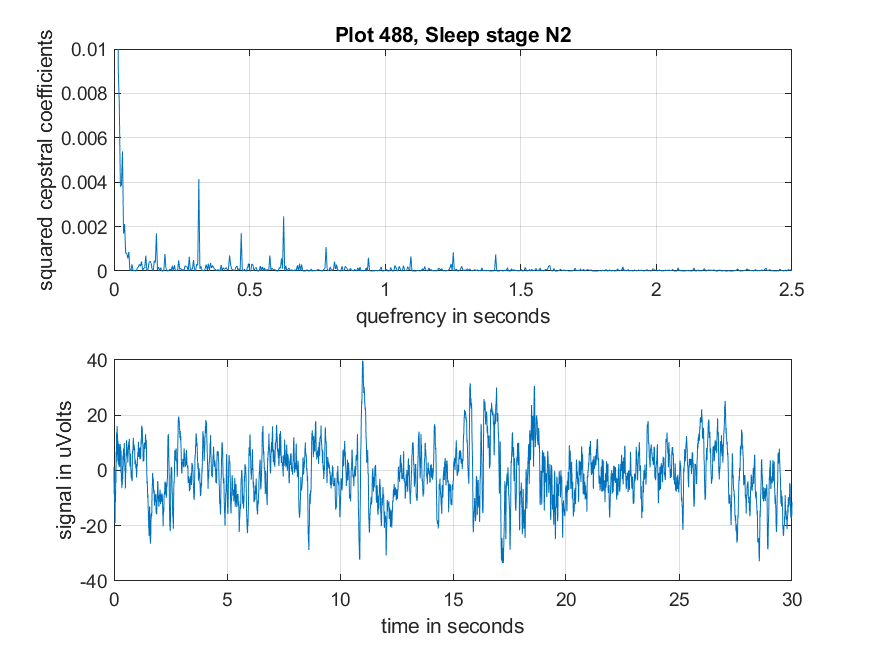 Plot 488, Sleep stage N2
squared cepstral coefficients
0.01
0.008
0.006
0.004
0.002
0
0 0.5 1 1.5 2 2.5
quefrency in seconds
signal in uVolts
40
20
0
-20
-40
0 5 10 15 20 25 30
time in seconds